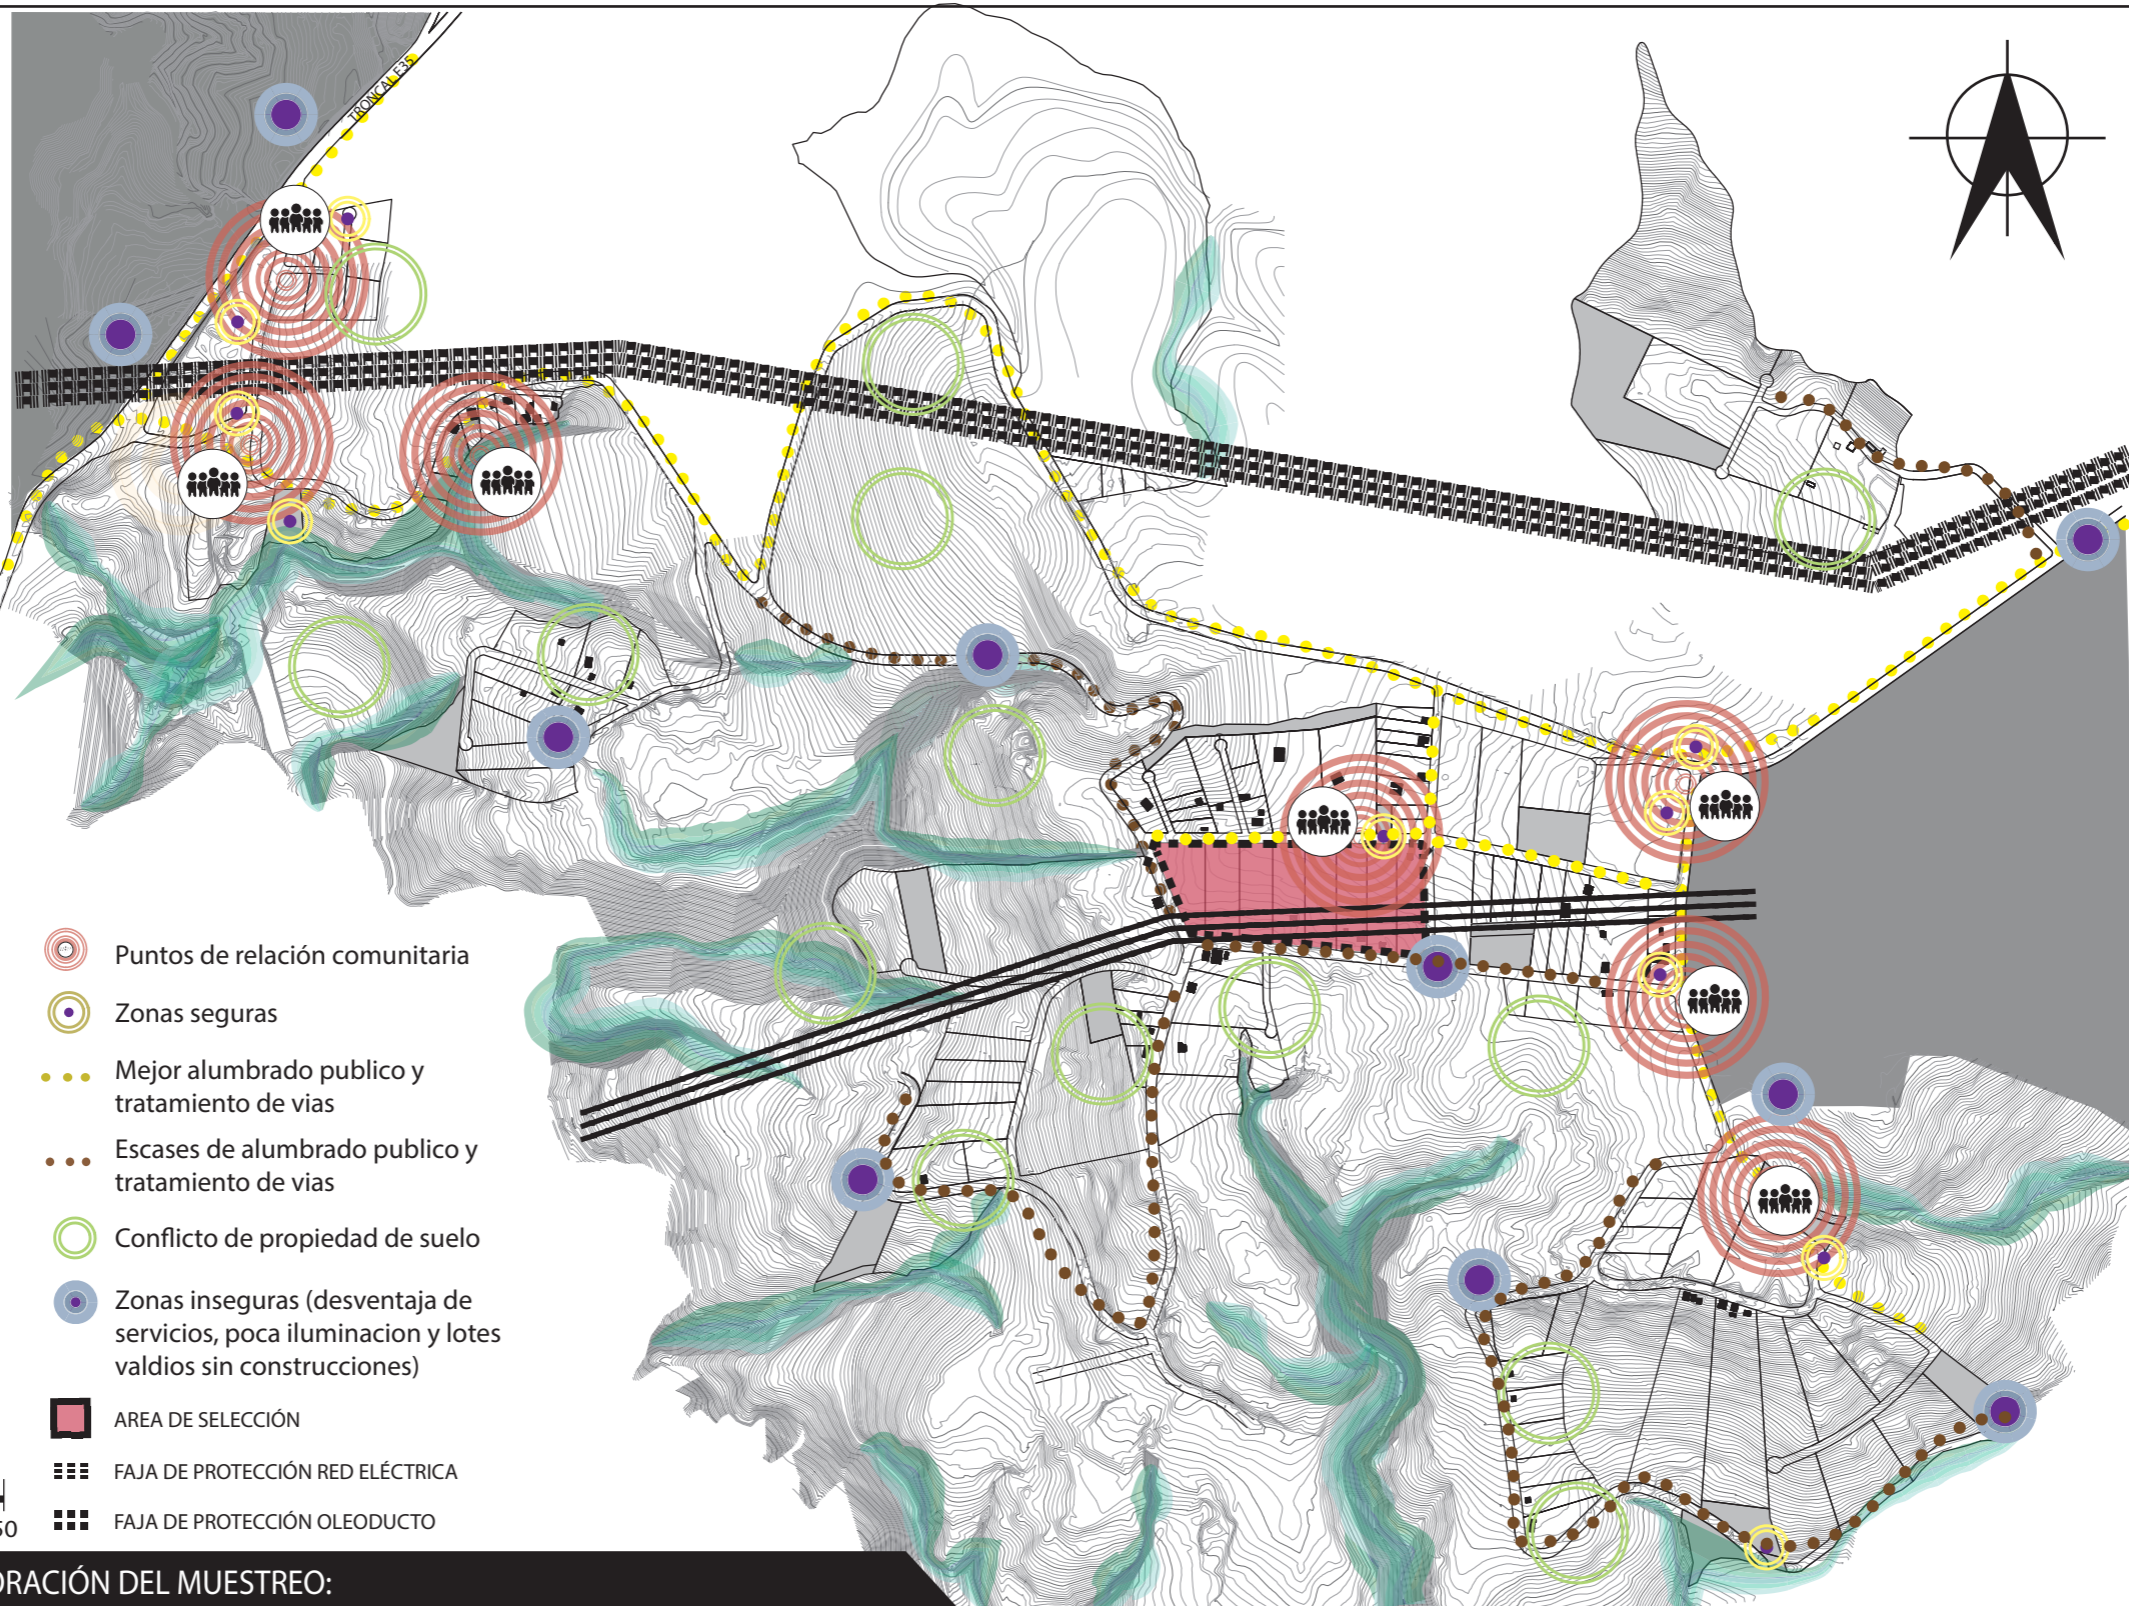 TRONCAL E35
Puntos de relación comunitaria
Zonas seguras
Mejor alumbrado publico y
tratamiento de vias
Escases de alumbrado publico y
tratamiento de vias
Conflicto de propiedad de suelo
Zonas inseguras (desventaja de
servicios, poca iluminacion y lotes
valdios sin construcciones)
AREA DE SELECCIÓN
FAJA DE PROTECCIÓN RED ELÉCTRICA
FAJA DE PROTECCIÓN OLEODUCTO
DEL MUESTREO: